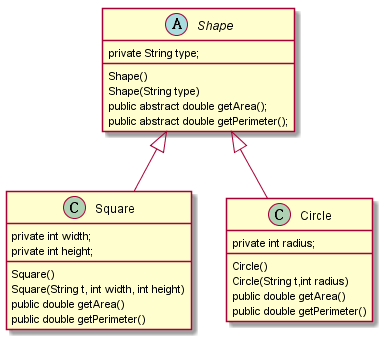 A Shape
private String type;
Shape()
Shape(String type)
public abstract double getArea();
public abstract double getPerimeter();
C Square
private int width;
private int height;
Square()
Square(String t, int width, int height)
public double getArea()
public double getPerimeter()
C Circle
private int radius;
Circle()
Circle(String t,int radius)
public double getArea()
public double getPerimeter()